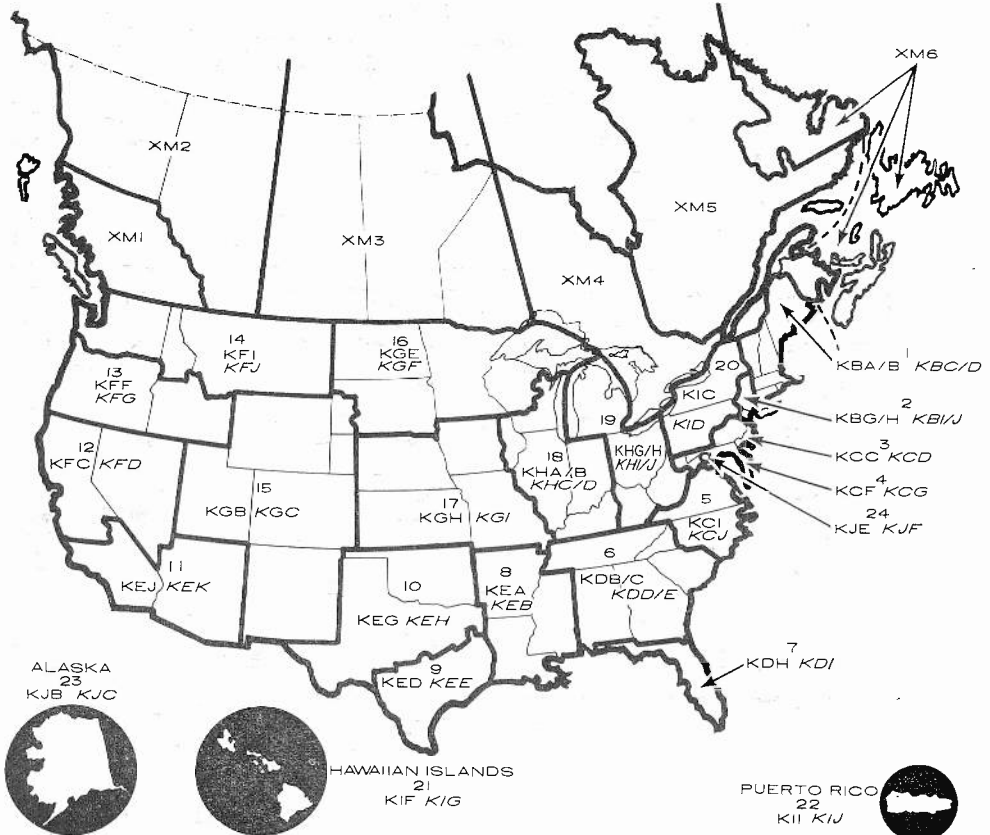 XM6
XM2
XM1
XM3
XM5
XM4
14
KFI
KFJ
16
KGE
KGF
13
KFF
KFG
20
KIC
KID
1
KBA/B KBC/D
2
KBG/H KBI/J
19
KHG/H
KHI/J
3
KCC KCD
4
KCF KCG
24
KJE KJF
12
KFC KFD
18
KHA/B
KHC/D
15
KGB KGC
17
KGH KGI
5
KCI
KCJ
6
KDB/C
KDD/E
11
KEJ KEK
10
KEG KEH
8
KEA
KEB
9
KED KEE
7
KDH KDI
ALASKA
23
KJB KJC
HAWAIIAN ISLANDS
21
KIF KIG
PUERTO RICO
22
KII KIJ